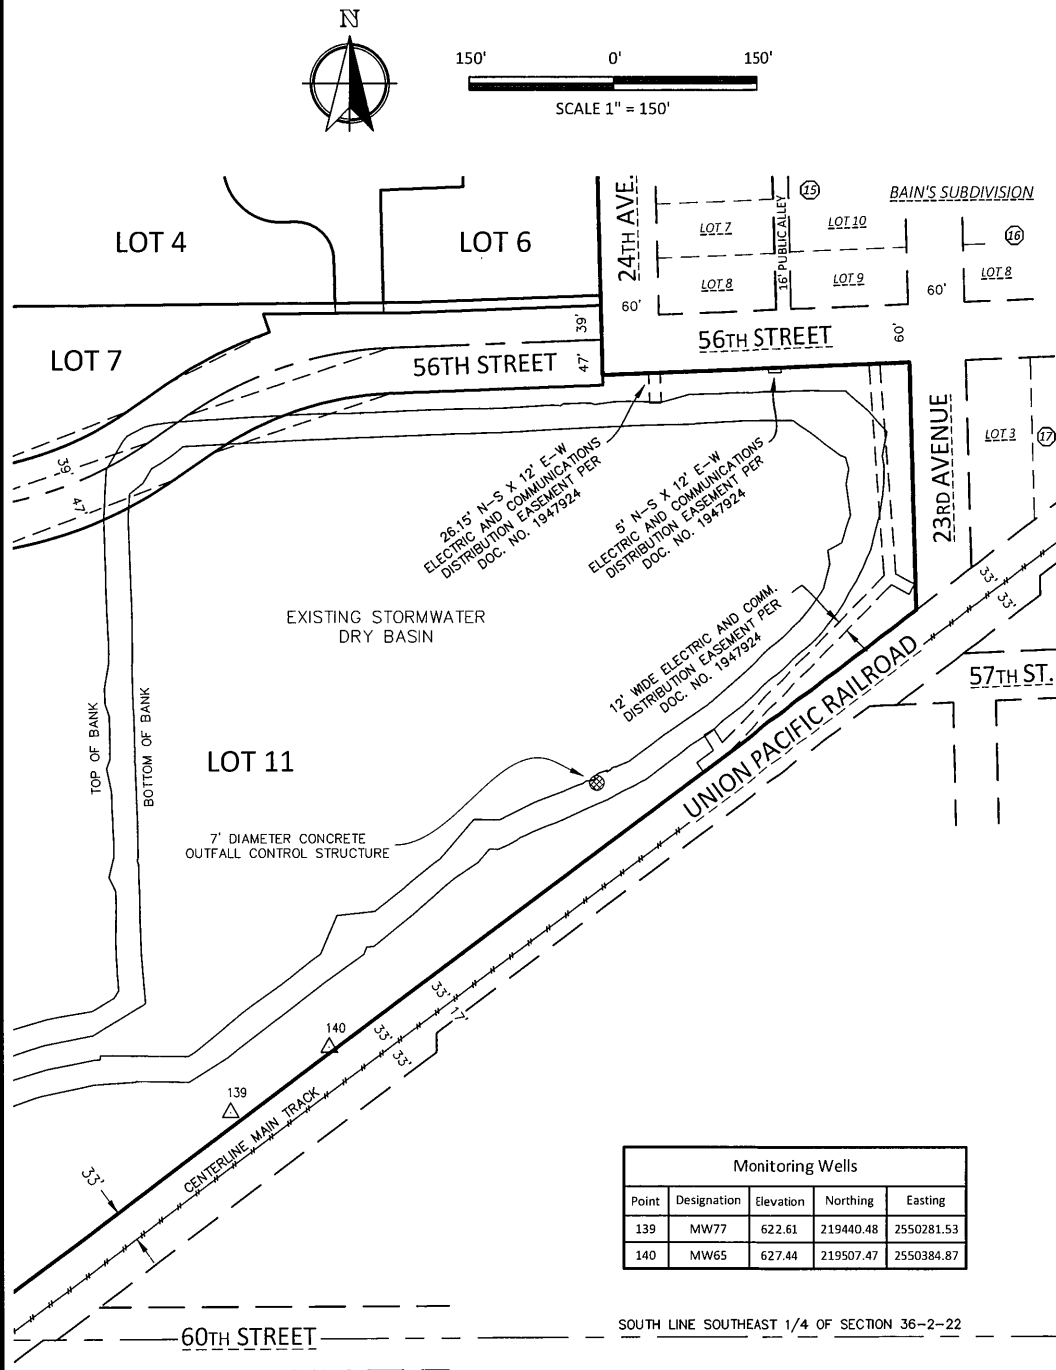 N
150' 0' 150'
SCALE 1" = 150'
LOT 4
LOT 6
24TH AVE.
LOT 7
16' PUBLIC ALLEY
15
LOT 10
BAIN'S SUBDIVISION
16
LOT 8
LOT 9
LOT 8
60'
60'
LOT 7
39'
47'
56TH STREET
56TH STREET
60'
23RD AVENUE
LOT 3
17
39'
47'
26.15' N-S X 12' E-W
ELECTRIC AND COMMUNICATIONS
DISTRIBUTION EASEMENT PER
DOC. NO. 1947924
5' N-S X 12' E-W
ELECTRIC AND COMMUNICATIONS
DISTRIBUTION EASEMENT PER
DOC. NO. 1947924
33'
33'
EXISTING STORMWATER
DRY BASIN
12' WIDE ELECTRIC AND COMM.
DISTRIBUTION EASEMENT PER
DOC. NO. 1947924
57TH ST.
TOP OF BANK
BOTTOM OF BANK
LOT 11
UNION PACIFIC RAILROAD
7' DIAMETER CONCRETE
OUTFALL CONTROL STRUCTURE
33'
17'
140
33'
33'
139
CENTERLINE MAIN TRACK
33'
Monitoring Wells
Point Designation Elevation Northing Easting
139 MW77 622.61 219440.48 2550281.53
140 MW65 627.44 219507.47 2550384.87
SOUTH LINE SOUTHEAST 1/4 OF SECTION 36-2-22
60TH STREET